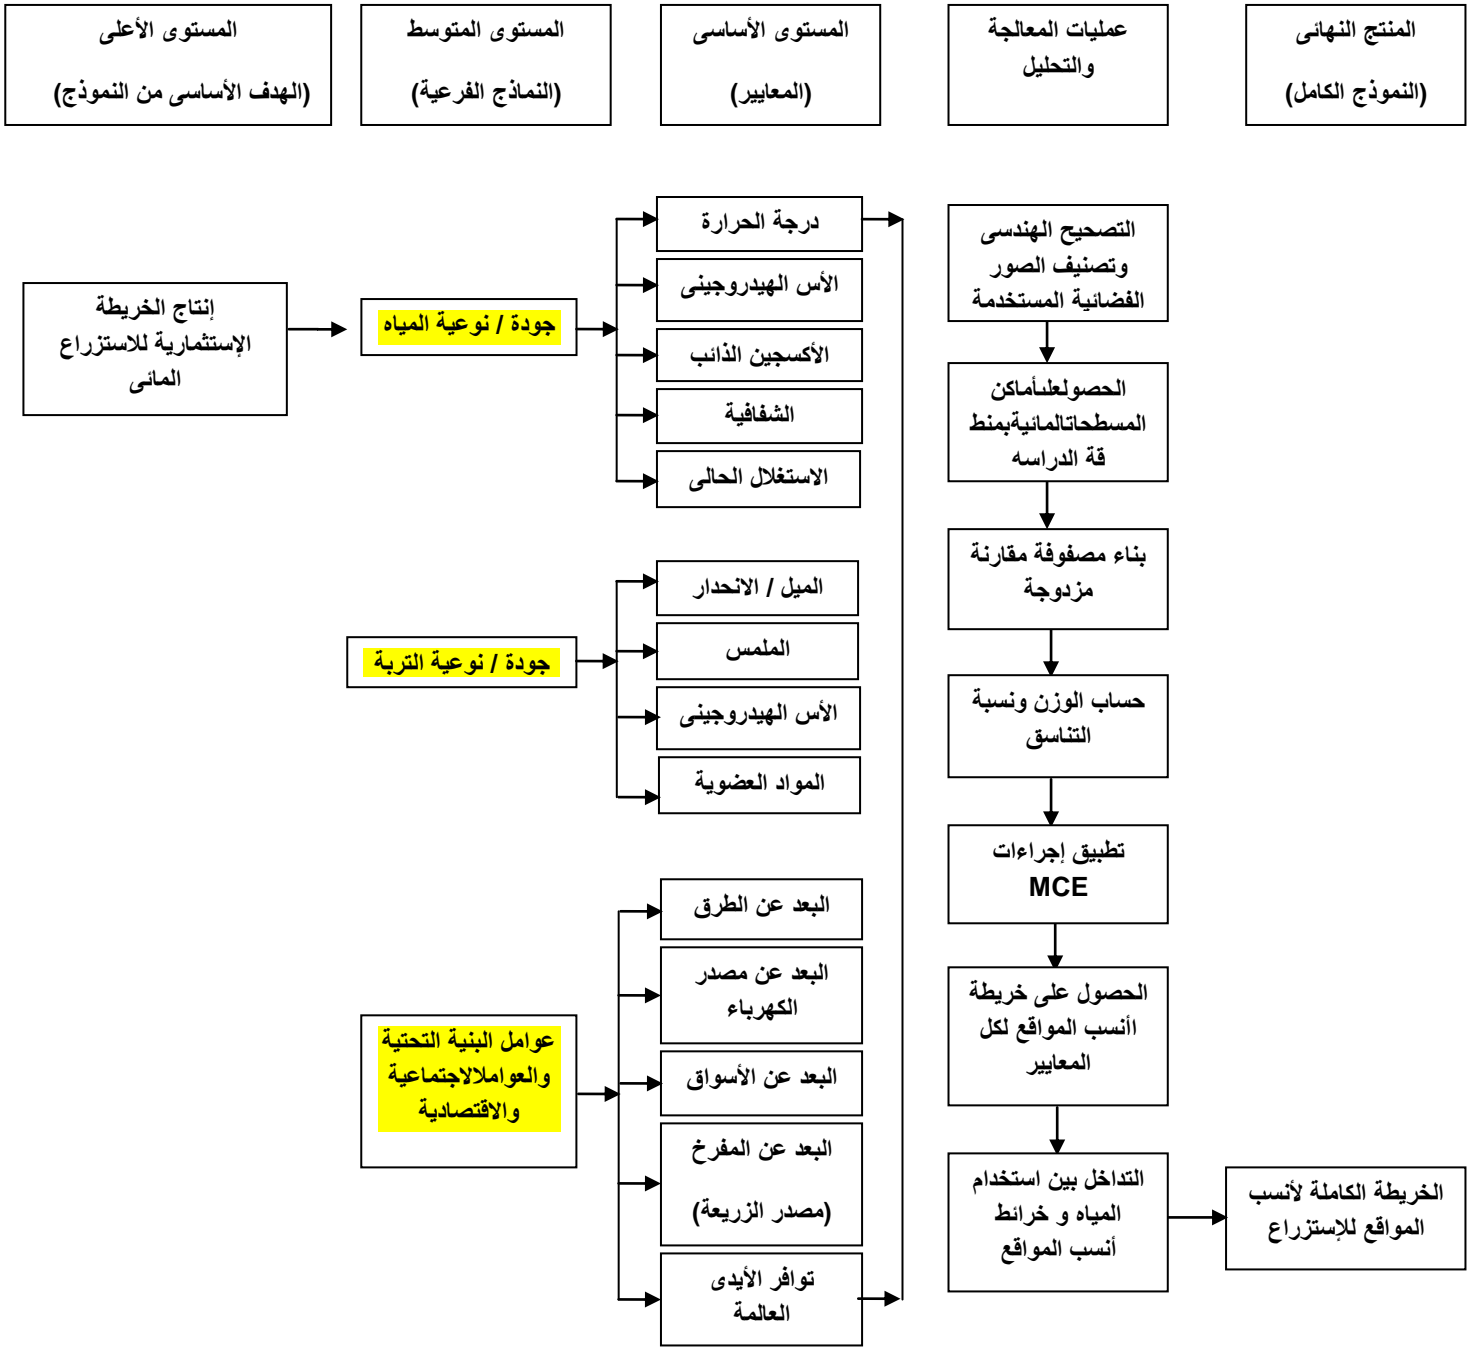 المستوى الأعلى
(الهدف الأساسى من النموذج)
المستوى المتوسط
(النماذج الفرعية)
المستوى الأساسى
(المعايير)
عمليات المعالجة
والتحليل
المنتج النهائى
(النموذج الكامل)
إنتاج الخريطة
الإستثمارية للاستزراع
المائى
جودة / نوعية المياه
درجة الحرارة
الأس الهيدروجينى
الأكسجين الذائب
الشفافية
الاستغلال الحالى
جودة / نوعية التربة
الميل / الانحدار
الملمس
الأس الهيدروجينى
المواد العضوية
عوامل البنية التحتية
والعواملالاجتماعية
والاقتصادية
البعد عن الطرق
البعد عن مصدر
الكهرباء
البعد عن الأسواق
البعد عن المفرخ
(مصدر الزريعة)
توافر الأيدى
العالمة
التصحيح الهندسى
وتصنيف الصور
الفضائية المستخدمة
الحصولعلىأماكن
المسطحاتالمائيةبمنط
قة الدراسه
بناء مصفوفة مقارنة
مزدوجة
حساب الوزن ونسبة
التناسق
تطبيق إجراءات
MCE
الحصول على خريطة
اأنسب المواقع لكل
المعايير
التداخل بين استخدام
المياه و خرائط
أنسب المواقع
الخريطة الكاملة لأنسب
المواقع للإستزراع